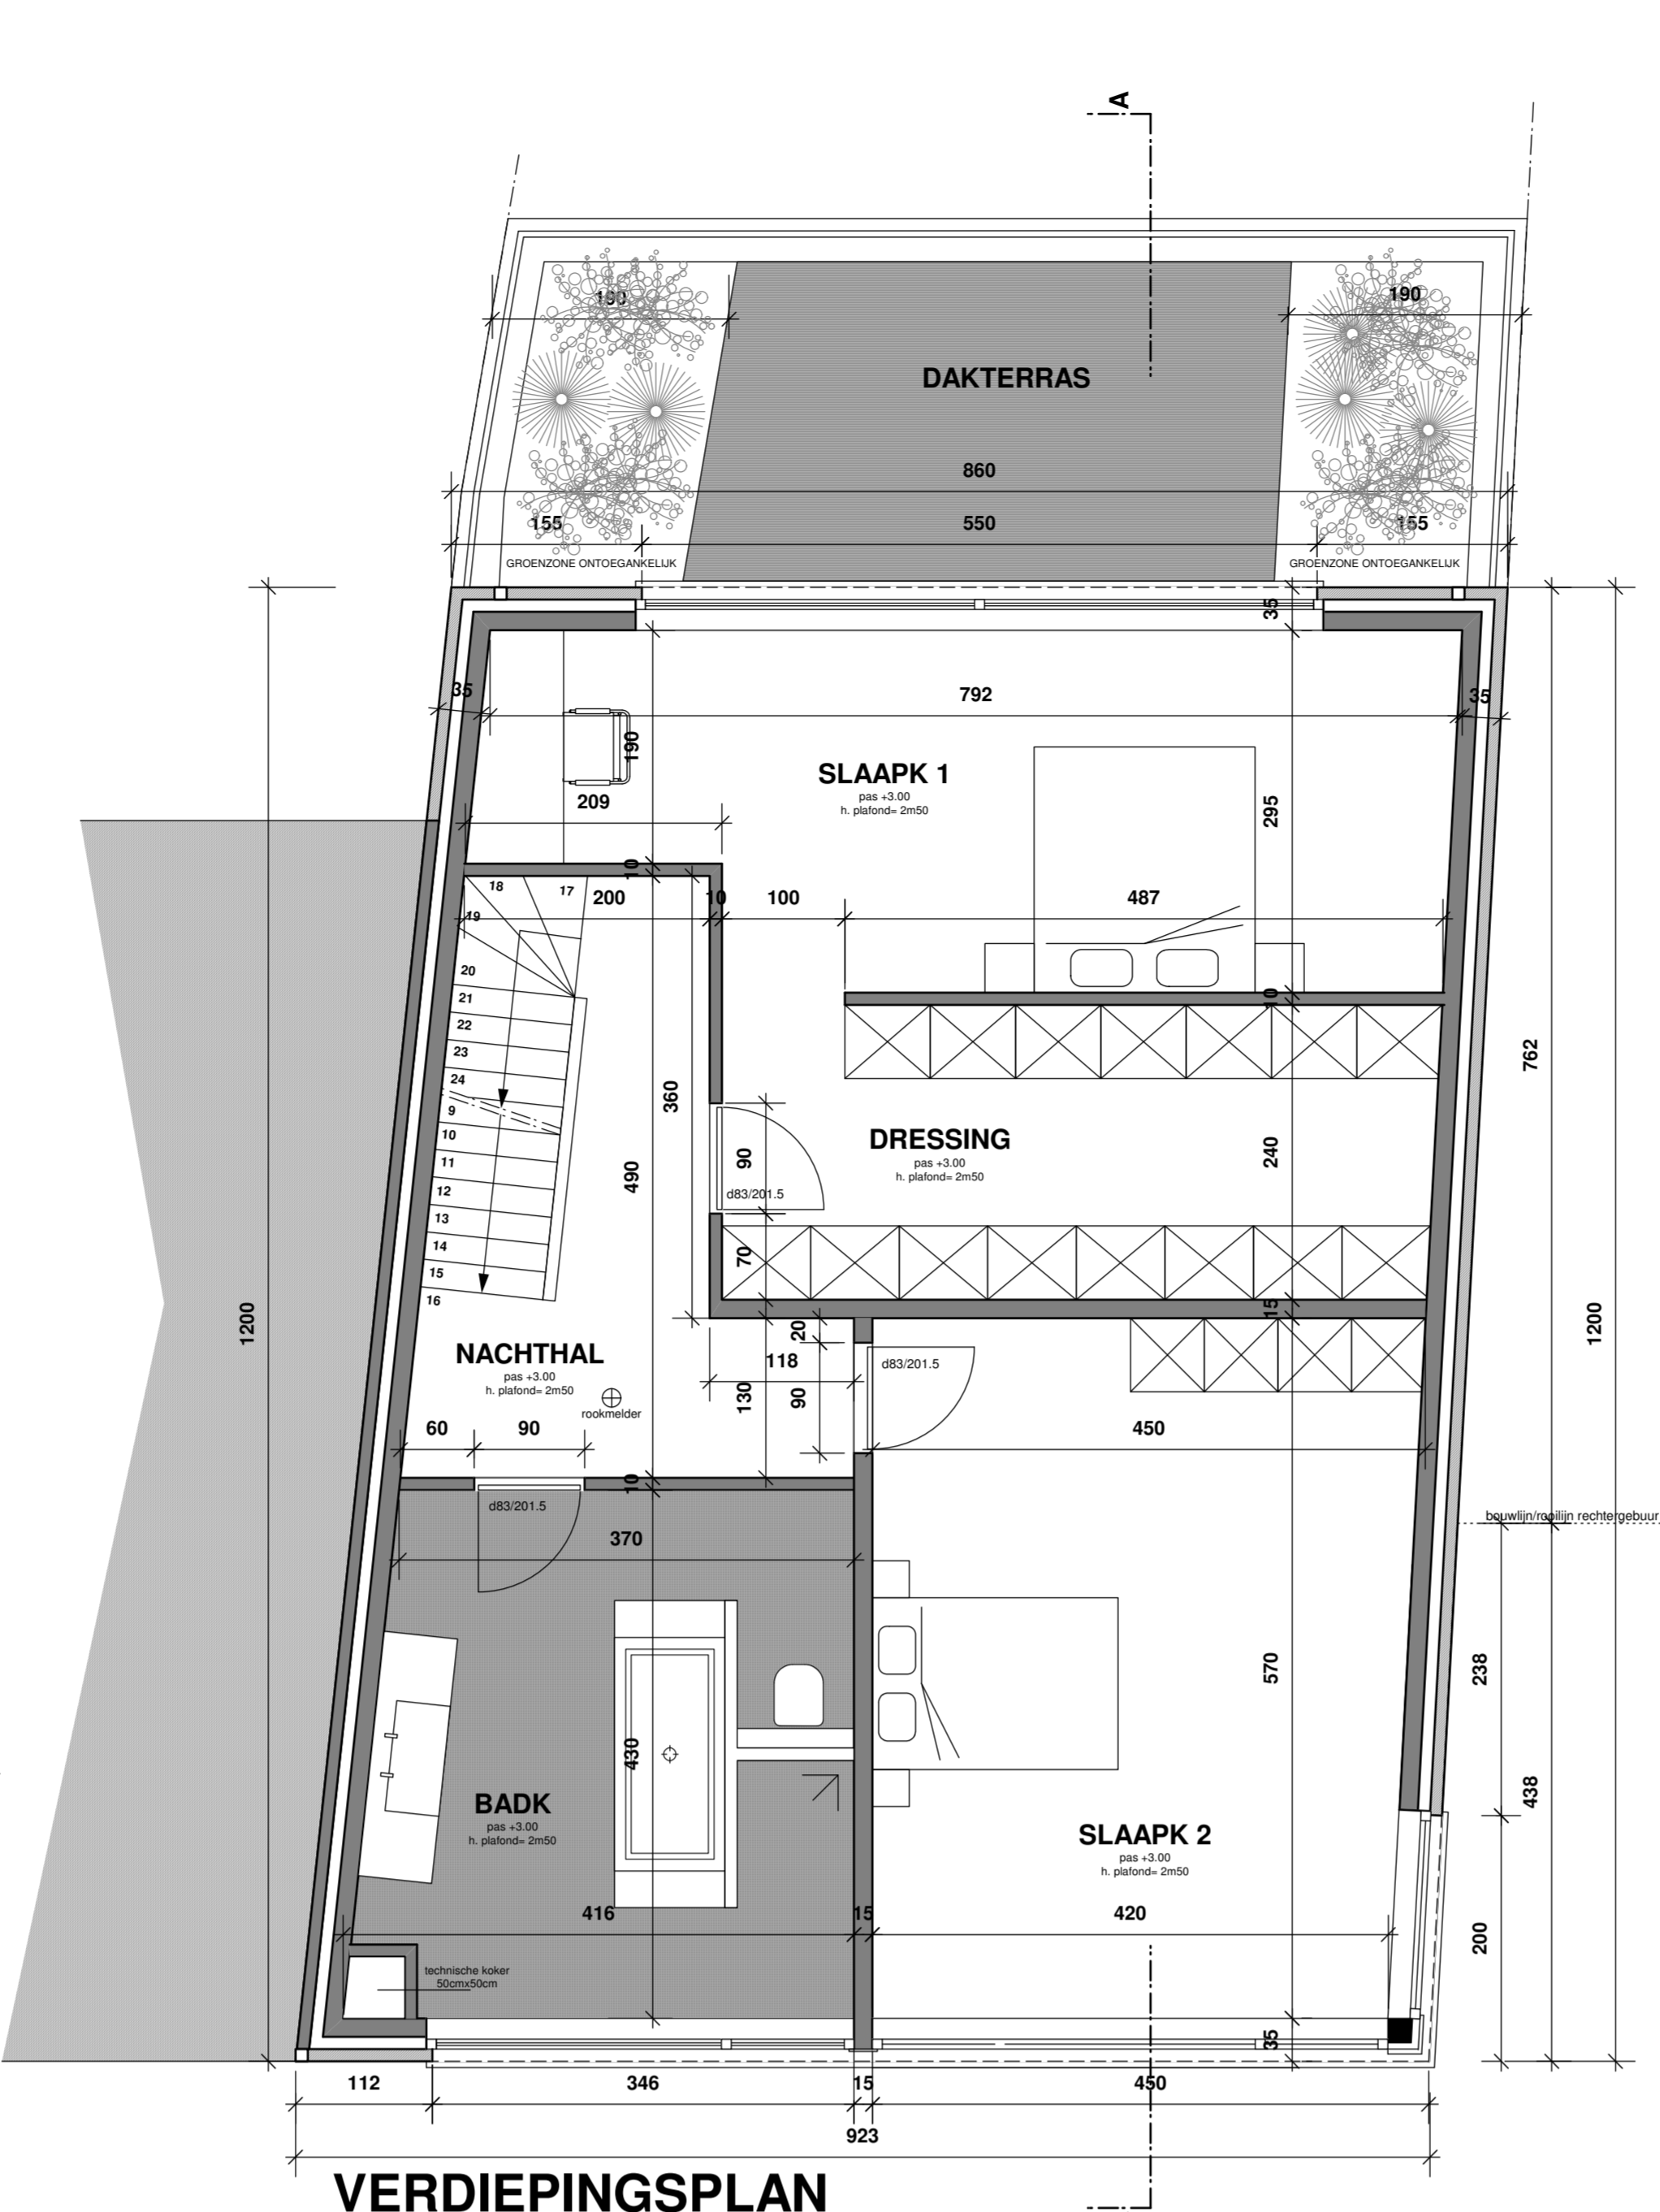 A
190
190
DAKTERRAS
860
155
550
155
GROENZONE ONTOEGANKELIJK
GROENZONE ONTOEGANKELIJK
35
35
792
35
190
SLAAPK 1
pas +3.00
h. plafond= 2m50
209
295
10
18
17
200
10
100
487
19
20
10
21
22
23
24
9
10
11
12
13
14
15
16
360
490
762
DRESSING
pas +3.00
h. plafond= 2m50
90
240
d83/201.5
70
15
1200
1200
20
NACHTHAL
pas +3.00
h. plafond= 2m50
rookmelder
118
d83/201.5
130
90
60
90
450
10
d83/201.5
bouwlijn/rooilijn rechtergebuur
370
570
238
430
438
BADK
pas +3.00
h. plafond= 2m50
SLAAPK 2
pas +3.00
h. plafond= 2m50
416
15
420
200
technische koker
50cmx50cm
35
112
346
15
450
923
VERDIEPINGSPLAN